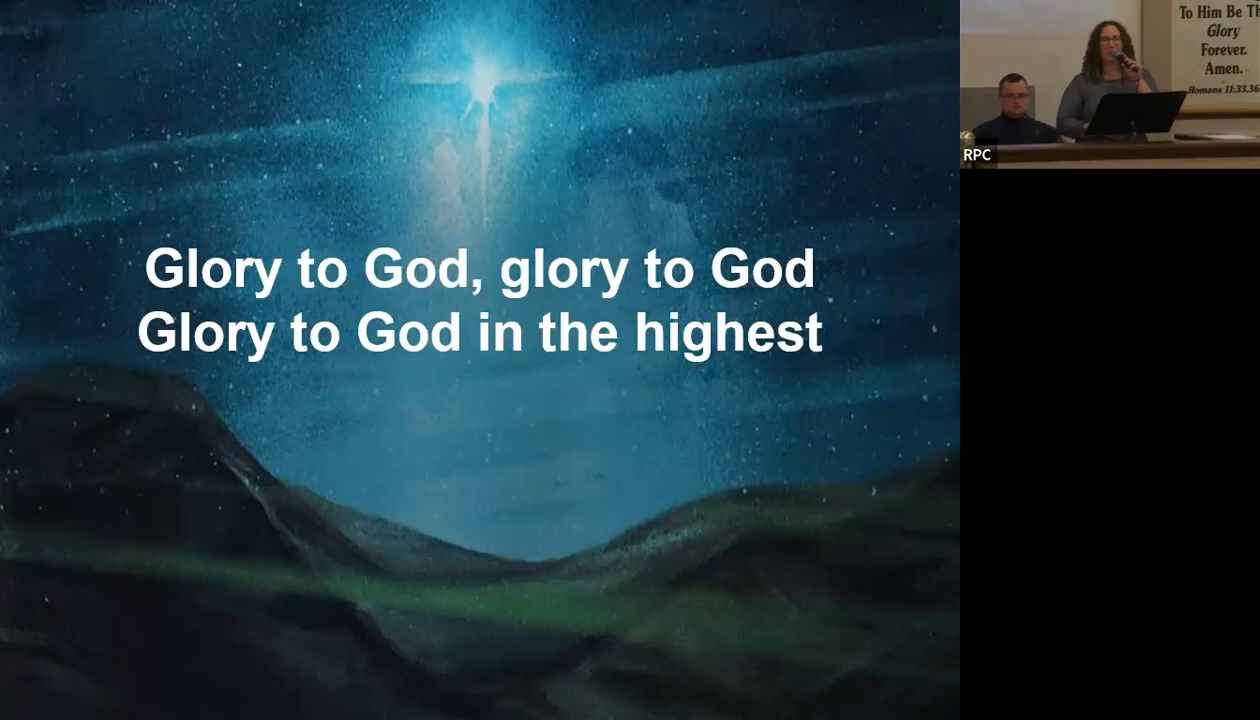 Glory to God, glory to God
Glory to God in the highest
To Him Be Th
Glory
Forever.
Amen.
Romans 11:33,36
RPC